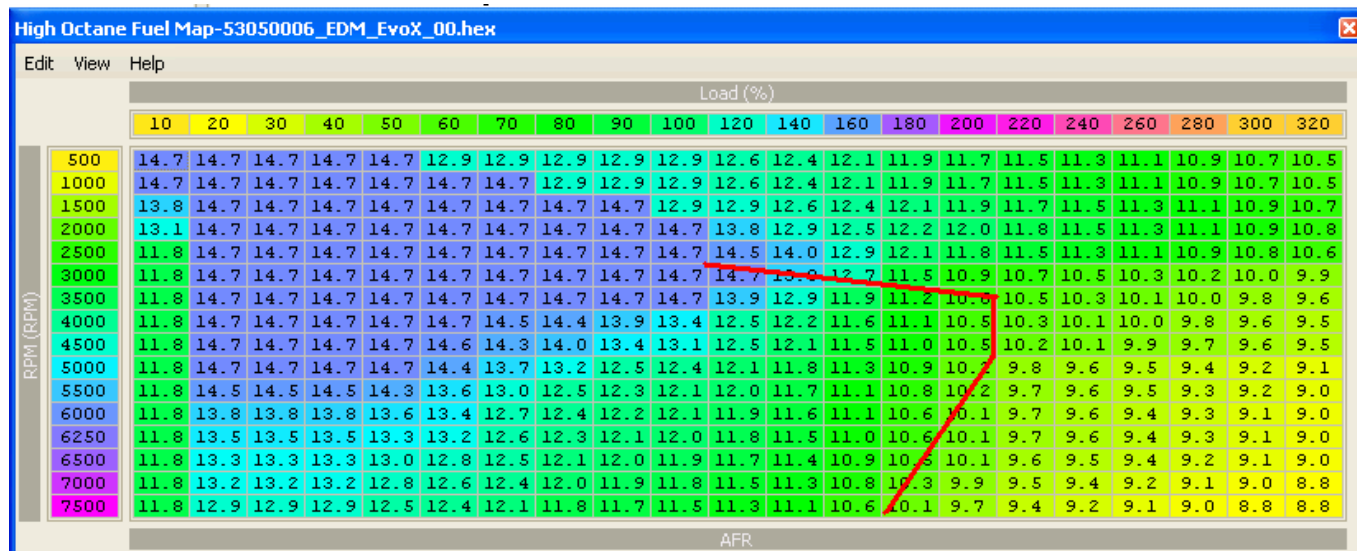 High Octane Fuel Map-53050006_EDM_EvoX_00.hex
Edit View Help
Load (%)
10 20 30 40 50 60 70 80 90 100 120 140 160 180 200 220 240 260 280 300 320
RPM (RPM)
500 14.7 14.7 14.7 14.7 14.7 12.9 12.9 12.9 12.9 12.9 12.6 12.4 12.1 11.9 11.7 11.5 11.3 11.1 10.9 10.7 10.5
1000 14.7 14.7 14.7 14.7 14.7 14.7 14.7 12.9 12.9 12.9 12.6 12.4 12.1 11.9 11.7 11.5 11.3 11.1 10.9 10.7 10.5
1500 13.8 14.7 14.7 14.7 14.7 14.7 14.7 14.7 14.7 12.9 12.9 12.6 12.4 12.1 11.9 11.7 11.5 11.3 11.1 10.9 10.7
2000 13.1 14.7 14.7 14.7 14.7 14.7 14.7 14.7 14.7 14.7 13.8 12.9 12.5 12.2 12.0 11.8 11.5 11.3 11.1 10.9 10.8
2500 11.8 14.7 14.7 14.7 14.7 14.7 14.7 14.7 14.7 14.7 14.5 14.0 12.9 12.1 11.8 11.5 11.3 11.1 10.9 10.8 10.6
3000 11.8 14.7 14.7 14.7 14.7 14.7 14.7 14.7 14.7 14.7 14.7 12.7 11.5 10.9 10.7 10.5 10.3 10.2 10.0 9.9
3500 11.8 14.7 14.7 14.7 14.7 14.7 14.7 14.7 14.7 14.7 13.9 12.9 11.9 11.2 10.5 10.3 10.1 10.0 9.8 9.6
4000 11.8 14.7 14.7 14.7 14.7 14.7 14.5 14.4 13.9 13.4 12.5 12.2 11.6 11.1 10.5 10.3 10.1 10.0 9.8 9.6 9.5
4500 11.8 14.7 14.7 14.7 14.7 14.6 14.3 14.0 13.4 13.1 12.5 12.1 11.5 11.0 10.5 10.2 10.1 9.9 9.7 9.6 9.5
5000 11.8 14.7 14.7 14.7 14.7 14.4 13.7 13.2 12.5 12.4 12.1 11.8 11.3 10.9 9.8 9.6 9.5 9.4 9.2 9.1
5500 11.8 14.5 14.5 14.5 14.3 13.6 13.0 12.5 12.3 12.1 12.0 11.7 11.1 10.8 10.2 9.7 9.6 9.5 9.3 9.2 9.0
6000 11.8 13.8 13.8 13.8 13.6 13.4 12.7 12.4 12.2 12.1 11.9 11.6 11.1 10.6 10.1 9.7 9.6 9.4 9.3 9.1 9.0
6250 11.8 13.5 13.5 13.5 13.3 13.2 12.6 12.3 12.1 12.0 11.8 11.5 11.0 10.6 10.1 9.7 9.6 9.4 9.3 9.1 9.0
6500 11.8 13.3 13.3 13.3 13.0 12.8 12.5 12.1 12.0 11.9 11.7 11.4 10.9 10.5 10.1 9.6 9.5 9.4 9.2 9.1 9.0
7000 11.8 13.2 13.2 13.2 12.8 12.6 12.4 12.0 11.9 11.8 11.5 11.3 10.8 10.3 9.9 9.5 9.4 9.2 9.1 9.0 8.8
7500 11.8 12.9 12.9 12.9 12.5 12.4 12.1 11.8 11.7 11.5 11.3 11.1 10.6 10.1 9.7 9.4 9.2 9.1 9.0 8.8 8.8
AFR